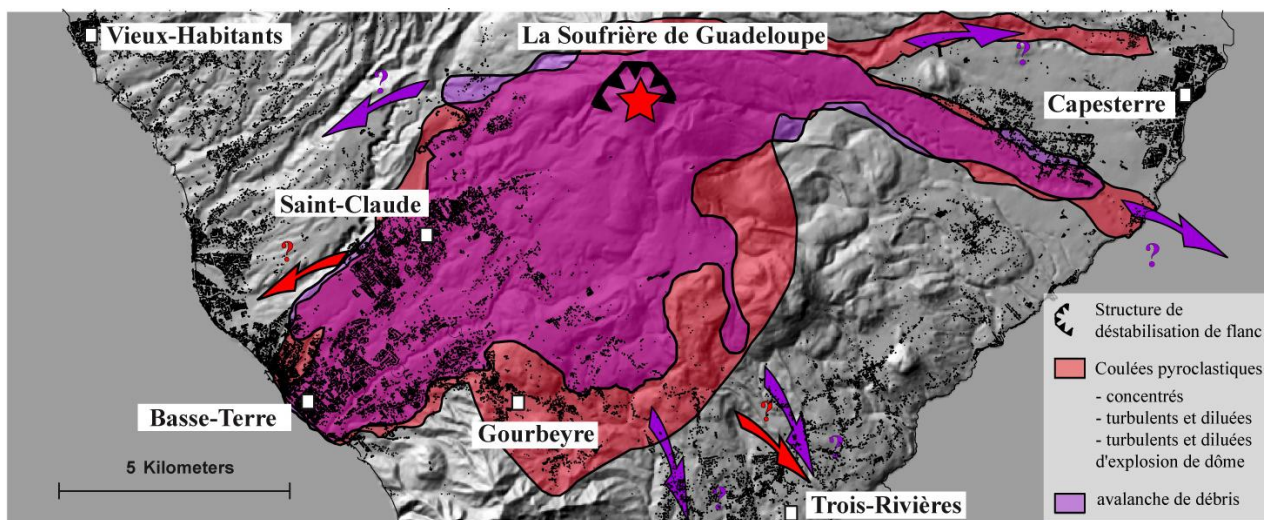 Vieux-Habitants
La Soufrière de Guadeloupe
?
?
Capesterre
Saint-Claude
?
?
Structure de
déstabilisation de flanc
Coulées pyroclastiques
- concentrés
- turbulents et diluées
- turbulents et diluées
d'explosion de dôme
avalanche de débris
Basse-Terre
Gourbeyre
?
?
?
5 Kilometers
Trois-Rivières